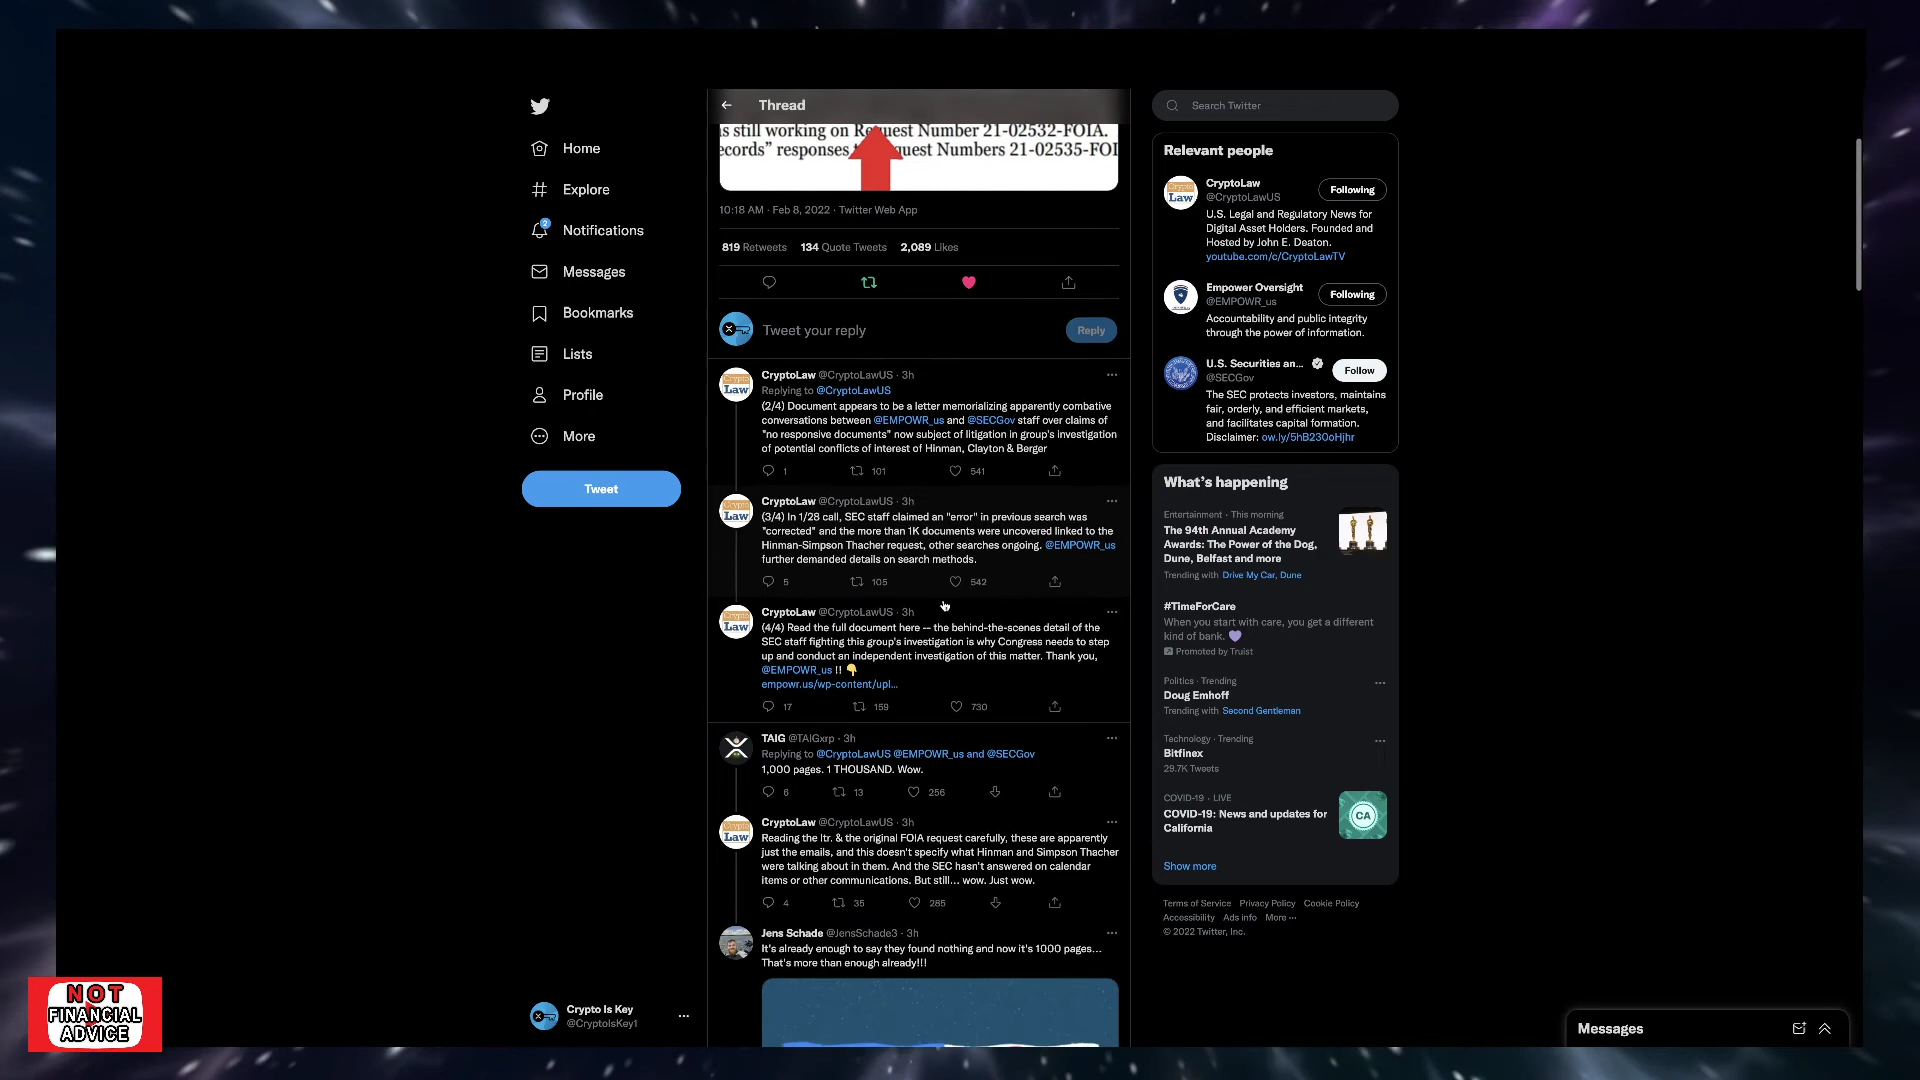 Home
Explore
2
Notifications
Messages
Bookmarks
Lists
Profile
More
Tweet
Crypto Is Key
@CryptoIsKey1
NOT
FINANCIAL
ADVICE
Thread
is still working on Request Number 21-02532-FOIA.
ecords” responses quest Numbers 21-02535-FOI
10:18 AM · Feb 8, 2022 · Twitter Web App
819 Retweets 134 Quote Tweets 2,089 Likes
Tweet your reply
Reply
CryptoLaw @CryptoLawUS · 3h
Replying to @CryptoLawUS
(2/4) Document appears to be a letter memorializing apparently combative
conversations between @EMPOWR_us and @SECGov staff over claims of
"no responsive documents" now subject of litigation in group's investigation
of potential conflicts of interest of Hinman, Clayton & Berger
1 101 541
CryptoLaw @CryptoLawUS · 3h
(3/4) In 1/28 call, SEC staff claimed an "error" in previous search was
"corrected" and the more than 1K documents were uncovered linked to the
Hinman-Simpson Thacher request, other searches ongoing. @EMPOWR_us
further demanded details on search methods.
5 105 542
CryptoLaw @CryptoLawUS · 3h
(4/4) Read the full document here -- the behind-the-scenes detail of the
SEC staff fighting this group's investigation is why Congress needs to step
up and conduct an independent investigation of this matter. Thank you,
@EMPOWR_us !! 👇
empowr.us/wp-content/upl...
17 159 730
TAIG @TAIGxrp · 3h
Replying to @CryptoLawUS @EMPOWR_us and @SECGov
1,000 pages. 1 THOUSAND. Wow.
6 13 256
CryptoLaw @CryptoLawUS · 3h
Reading the ltr. & the original FOIA request carefully, these are apparently
just the emails, and this doesn't specify what Hinman and Simpson Thacher
were talking about in them. And the SEC hasn't answered on calendar
items or other communications. But still... wow. Just wow.
4 35 285
Jens Schade @JensSchade3 · 3h
It's already enough to say they found nothing and now it's 1000 pages...
That's more than enough already!!!
Search Twitter
Relevant people
Crypto
Law
CryptoLaw
@CryptoLawUS
Following
U.S. Legal and Regulatory News for
Digital Asset Holders. Founded and
Hosted by John E. Deaton.
youtube.com/c/CryptoLawTV
Empower Oversight
@EMPOWR_us
Following
Accountability and public integrity
through the power of information.
U.S. Securities an...
@SECGov
Follow
The SEC protects investors, maintains
fair, orderly, and efficient markets,
and facilitates capital formation.
Disclaimer: ow.ly/5hB230oHjhr
What's happening
Entertainment · This morning
The 94th Annual Academy
Awards: The Power of the Dog,
Dune, Belfast and more
Trending with Drive My Car, Dune
#TimeForCare
When you start with care, you get a different
kind of bank. 💜
Promoted by Truist
Politics · Trending
Doug Emhoff
Trending with Second Gentleman
Technology · Trending
Bitfinex
29.7K Tweets
COVID-19 · LIVE
COVID-19: News and updates for
California
CA
Show more
Terms of Service Privacy Policy Cookie Policy
Accessibility Ads info More ···
© 2022 Twitter, Inc.
Messages